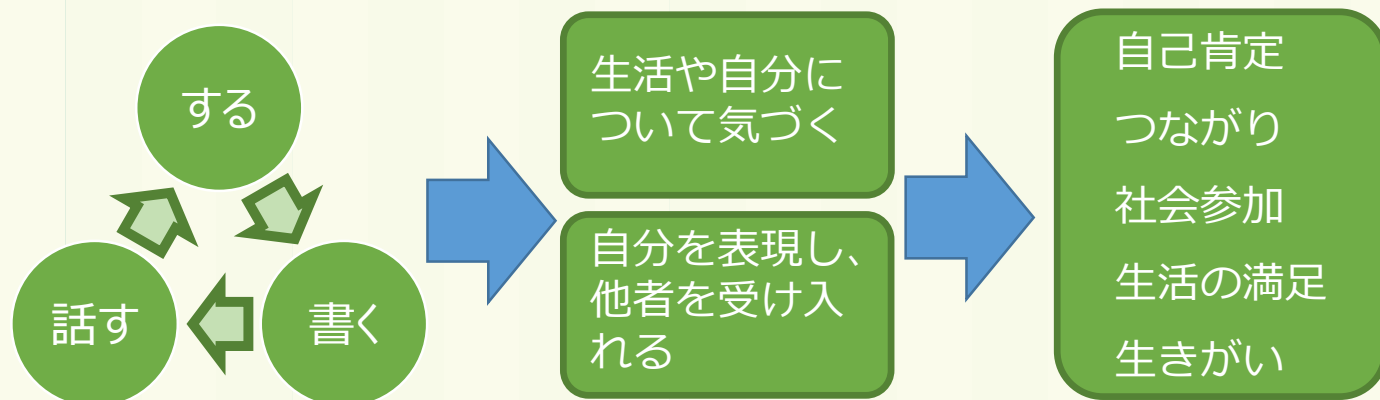 する
書く
話す
生活や自分に
ついて気づく
自分を表現し、
他者を受け入
れる
自己肯定
つながり
社会参加
生活の満足
生きがい